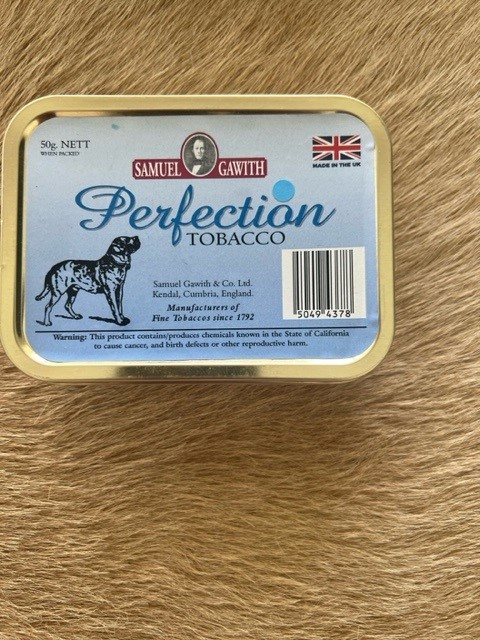 50g. NETT
WHEN PACKED
SAMUEL GAWITH
MADE IN THE UK
Perfection
TOBACCO
Samuel Gawith & Co. Ltd.
Kendal, Cumbria, England.
Manufacturers of
Fine Tobaccos since 1792
5049 4378
Warning: This product contains/produces chemicals known in the State of California
to cause cancer, and birth defects or other reproductive harm.